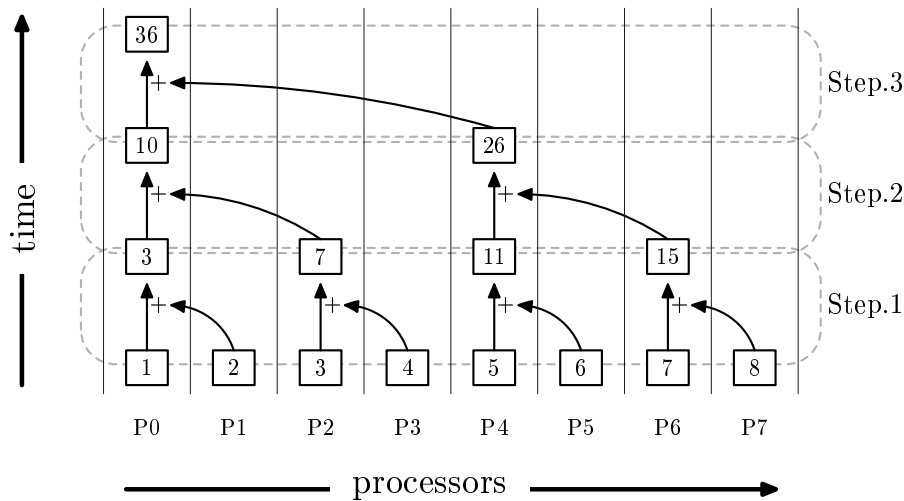 36
+
Step.3
10
26
+
+
Step.2
time
3
7
11
15
+
+
+
+
Step.1
1
2
3
4
5
6
7
8
P0
P1
P2
P3
P4
P5
P6
P7
processors